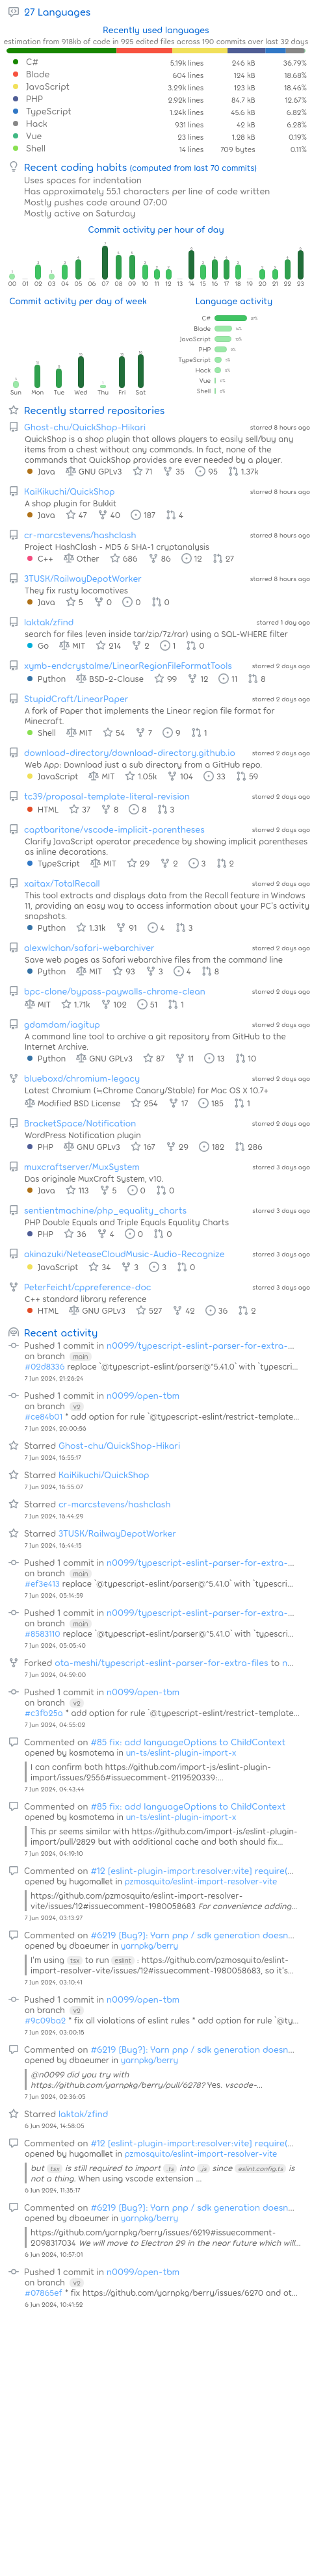 27 Languages
Recently used languages
estimation from 918kb of code in 925 edited files across 190 commits over last 32 days
C# 5.19k lines 246 kB 36.79%
Blade 604 lines 124 kB 18.68%
JavaScript 3.29k lines 123 kB 18.46%
PHP 2.92k lines 84.7 kB 12.67%
TypeScript 1.24k lines 45.6 kB 6.82%
Hack 931 lines 42 kB 6.28%
Vue 23 lines 1.28 kB 0.19%
Shell 14 lines 709 bytes 0.11%
Recent coding habits (computed from last 70 commits)
Uses spaces for indentation
Has approximately 55.1 characters per line of code written
Mostly pushes code around 07:00
Mostly active on Saturday
Commit activity per hour of day
00 01 02 03 04 05 06 07 08 09 10 11 12 13 14 15 16 17 18 19 20 21 22 23
Commit activity per day of week
Sun Mon Tue Wed Thu Fri Sat
Language activity
C#
Blade
JavaScript
PHP
TypeScript
Hack
Vue
Shell
Recently starred repositories
Ghost-chu/QuickShop-Hikari starred 8 hours ago
QuickShop is a shop plugin that allows players to easily sell/buy any
items from a chest without any commands. In fact, none of the
commands that QuickShop provides are ever needed by a player.
Java GNU GPLv3 71 35 95 1.37k
KaiKikuchi/QuickShop starred 8 hours ago
A shop plugin for Bukkit
Java 47 40 187 4
cr-marcstevens/hashclash starred 8 hours ago
Project HashClash - MD5 & SHA-1 cryptanalysis
C++ Other 686 86 12 27
3TUSK/RailwayDepotWorker starred 8 hours ago
They fix rusty locomotives
Java 5 0 0 0
laktak/zfind starred 1 day ago
search for files (even inside tar/zip/7z/rar) using a SQL-WHERE filter
Go MIT 214 2 1 0
xymb-endcrystalme/LinearRegionFileFormatTools starred 2 days ago
Python BSD-2-Clause 99 12 11 8
StupidCraft/LinearPaper starred 2 days ago
A fork of Paper that implements the Linear region file format for
Minecraft.
Shell MIT 54 7 9 1
download-directory/download-directory.github.io starred 2 days ago
Web App: Download just a sub directory from a GitHub repo.
JavaScript MIT 1.05k 104 33 59
tc39/proposal-template-literal-revision starred 2 days ago
HTML 37 8 8 3
captbaritone/vscode-implicit-parentheses starred 2 days ago
Clarify JavaScript operator precedence by showing implicit parentheses
as inline decorations.
TypeScript MIT 29 2 3 2
xaitax/TotalRecall starred 2 days ago
This tool extracts and displays data from the Recall feature in Windows
11, providing an easy way to access information about your PC's activity
snapshots.
Python 1.31k 91 4 3
alexwlchan/safari-webarchiver starred 2 days ago
Save web pages as Safari webarchive files from the command line
Python MIT 93 3 4 8
bpc-clone/bypass-paywalls-chrome-clean starred 2 days ago
MIT 1.71k 102 51 1
gdamdam/iagitup starred 2 days ago
A command line tool to archive a git repository from GitHub to the
Internet Archive.
Python GNU GPLv3 87 11 13 10
blueboxd/chromium-legacy starred 2 days ago
Latest Chromium (≒Chrome Canary/Stable) for Mac OS X 10.7+
Modified BSD License 254 17 185 1
BracketSpace/Notification starred 2 days ago
WordPress Notification plugin
PHP GNU GPLv3 167 29 182 286
muxcraftserver/MuxSystem starred 3 days ago
Das originale MuxCraft System, v10.
Java 113 5 0 0
sentientmachine/php_equality_charts starred 3 days ago
PHP Double Equals and Triple Equals Equality Charts
PHP 36 4 0 0
akinazuki/NeteaseCloudMusic-Audio-Recognize starred 3 days ago
JavaScript 34 3 3 0
PeterFeicht/cppreference-doc starred 3 days ago
C++ standard library reference
HTML GNU GPLv3 527 42 36 2
Recent activity
Pushed 1 commit in n0099/typescript-eslint-parser-for-extra-...
on branch main
#02d8336 replace `@typescript-eslint/parser@^5.41.0` with `typescri...
7 Jun 2024, 21:26:24
Pushed 1 commit in n0099/open-tbm
on branch v2
#ce84b01 * add option for rule `@typescript-eslint/restrict-template...
7 Jun 2024, 20:00:56
Starred Ghost-chu/QuickShop-Hikari
7 Jun 2024, 16:55:17
Starred KaiKikuchi/QuickShop
7 Jun 2024, 16:55:07
Starred cr-marcstevens/hashclash
7 Jun 2024, 16:44:29
Starred 3TUSK/RailwayDepotWorker
7 Jun 2024, 16:44:15
Pushed 1 commit in n0099/typescript-eslint-parser-for-extra-...
on branch main
#ef3e413 replace `@typescript-eslint/parser@^5.41.0` with `typescri...
7 Jun 2024, 05:14:59
Pushed 1 commit in n0099/typescript-eslint-parser-for-extra-...
on branch main
#8583110 replace `@typescript-eslint/parser@^5.41.0` with `typescri...
7 Jun 2024, 05:05:40
Forked ota-meshi/typescript-eslint-parser-for-extra-files to n...
7 Jun 2024, 04:59:00
Pushed 1 commit in n0099/open-tbm
on branch v2
#c3fb25a * add option for rule `@typescript-eslint/restrict-template...
7 Jun 2024, 04:55:02
Commented on #85 fix: add languageOptions to ChildContext
opened by kosmotema in un-ts/eslint-plugin-import-x
I can confirm both https://github.com/import-js/eslint-plugin-
import/issues/2556#issuecomment-2119520339:...
7 Jun 2024, 04:43:44
Commented on #85 fix: add languageOptions to ChildContext
opened by kosmotema in un-ts/eslint-plugin-import-x
This pr seems similar with https://github.com/import-js/eslint-plugin-
import/pull/2829 but with additional cache and both should fix...
7 Jun 2024, 04:19:10
Commented on #12 [eslint-plugin-import:resolver:vite] require(...
opened by hugomallet in pzmosquito/eslint-import-resolver-vite
https://github.com/pzmosquito/eslint-import-resolver-
vite/issues/12#issuecomment-1980058683 For convenience adding...
7 Jun 2024, 03:13:27
Commented on #6219 [Bug?]: Yarn pnp / sdk generation doesn...
opened by dbaeumer in yarnpkg/berry
I'm using tsx to run eslint : https://github.com/pzmosquito/eslint-
import-resolver-vite/issues/12#issuecomment-1980058683, so it's...
7 Jun 2024, 03:10:41
Pushed 1 commit in n0099/open-tbm
on branch v2
#9c09ba2 * fix all violations of eslint rules * add option for rule `@ty...
7 Jun 2024, 03:00:15
Commented on #6219 [Bug?]: Yarn pnp / sdk generation doesn...
opened by dbaeumer in yarnpkg/berry
@n0099 did you try with
https://github.com/yarnpkg/berry/pull/6278? Yes. vscode-...
7 Jun 2024, 02:36:05
Starred laktak/zfind
6 Jun 2024, 14:58:05
Commented on #12 [eslint-plugin-import:resolver:vite] require(...
opened by hugomallet in pzmosquito/eslint-import-resolver-vite
but tsx is still required to import .ts into .js since eslint.config.ts is
not a thing. When using vscode extension ...
6 Jun 2024, 11:35:17
Commented on #6219 [Bug?]: Yarn pnp / sdk generation doesn...
opened by dbaeumer in yarnpkg/berry
https://github.com/yarnpkg/berry/issues/6219#issuecomment-
2098317034 We will move to Electron 29 in the near future which will...
6 Jun 2024, 10:57:01
Pushed 1 commit in n0099/open-tbm
on branch v2
#07865ef * fix https://github.com/yarnpkg/berry/issues/6270 and ot...
6 Jun 2024, 10:41:52